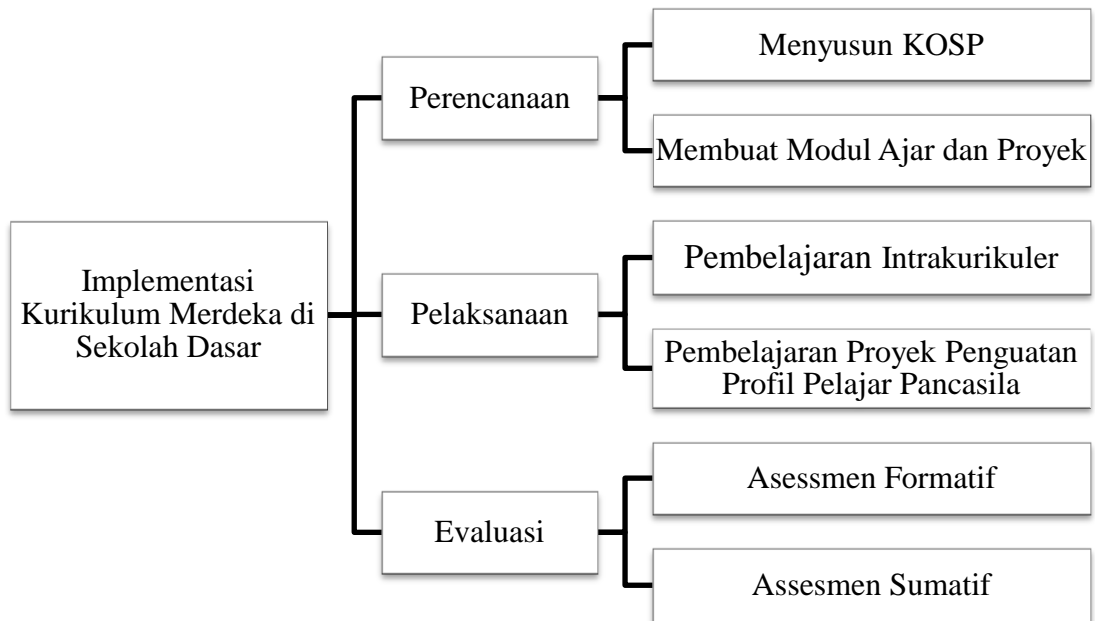 Implementasi
Kurikulum Merdeka di
Sekolah Dasar
Perencanaan
Menyusun KOSP
Membuat Modul Ajar dan Proyek
Pelaksanaan
Pembelajaran Intrakurikuler
Pembelajaran Proyek Penguatan
Profil Pelajar Pancasila
Evaluasi
Asessmen Formatif
Assesmen Sumatif